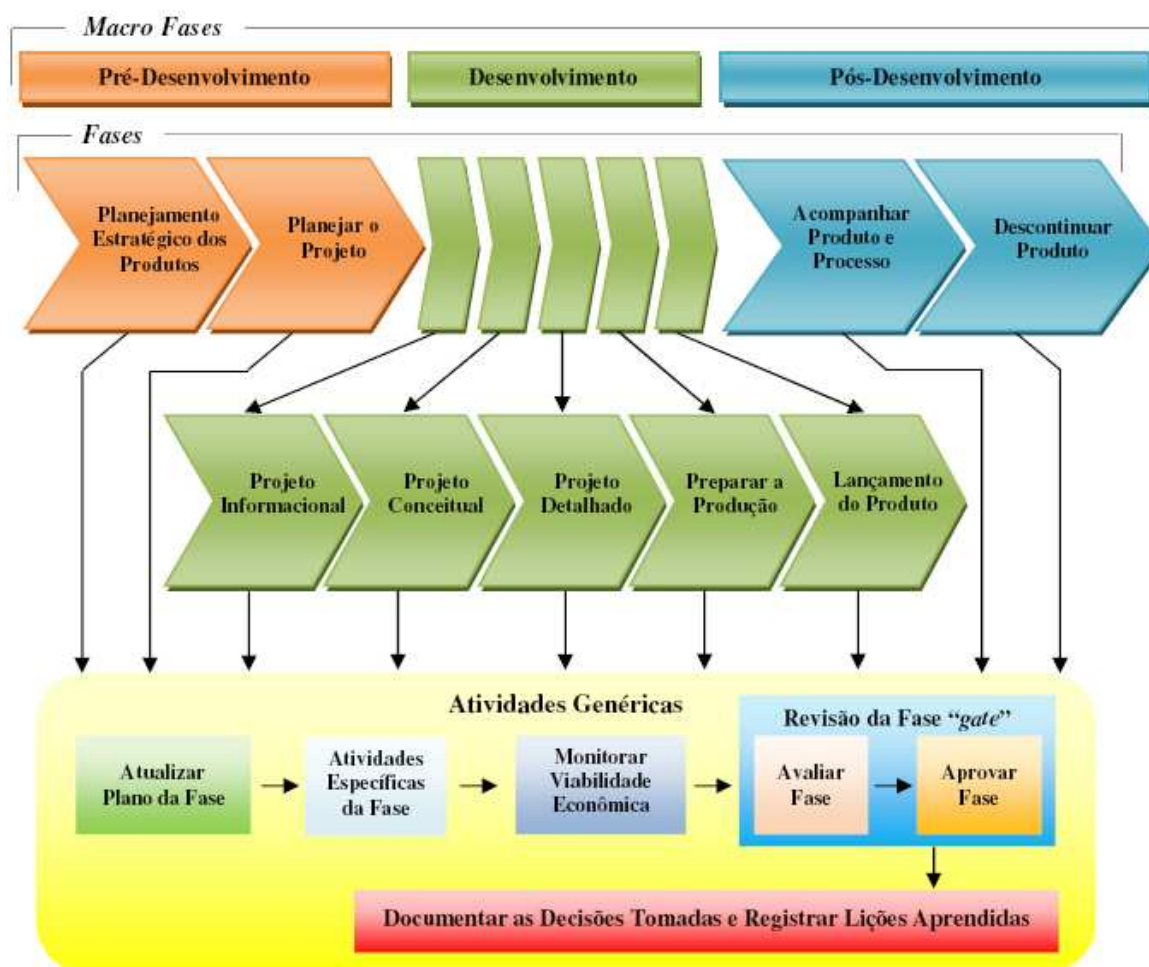 Macro Fases
Pré-Desenvolvimento
Desenvolvimento
Pós-Desenvolvimento
Fases
Planejamento
Estratégico dos
Produtos
Planejar o
Projeto
Acompanhar
Produto e
Processo
Descontinuar
Produto
Projeto
Informacional
Projeto
Conceitual
Projeto
Detalhado
Preparar a
Produção
Lançamento
do Produto
Atividades Genéricas
Atualizar
Plano da Fase
Atividades
Específicas
da Fase
Monitorar
Viabilidade
Econômica
Revisão da Fase “gate”
Avaliar
Fase
Aprovar
Fase
Documentar as Decisões Tomadas e Registrar Lições Aprendidas